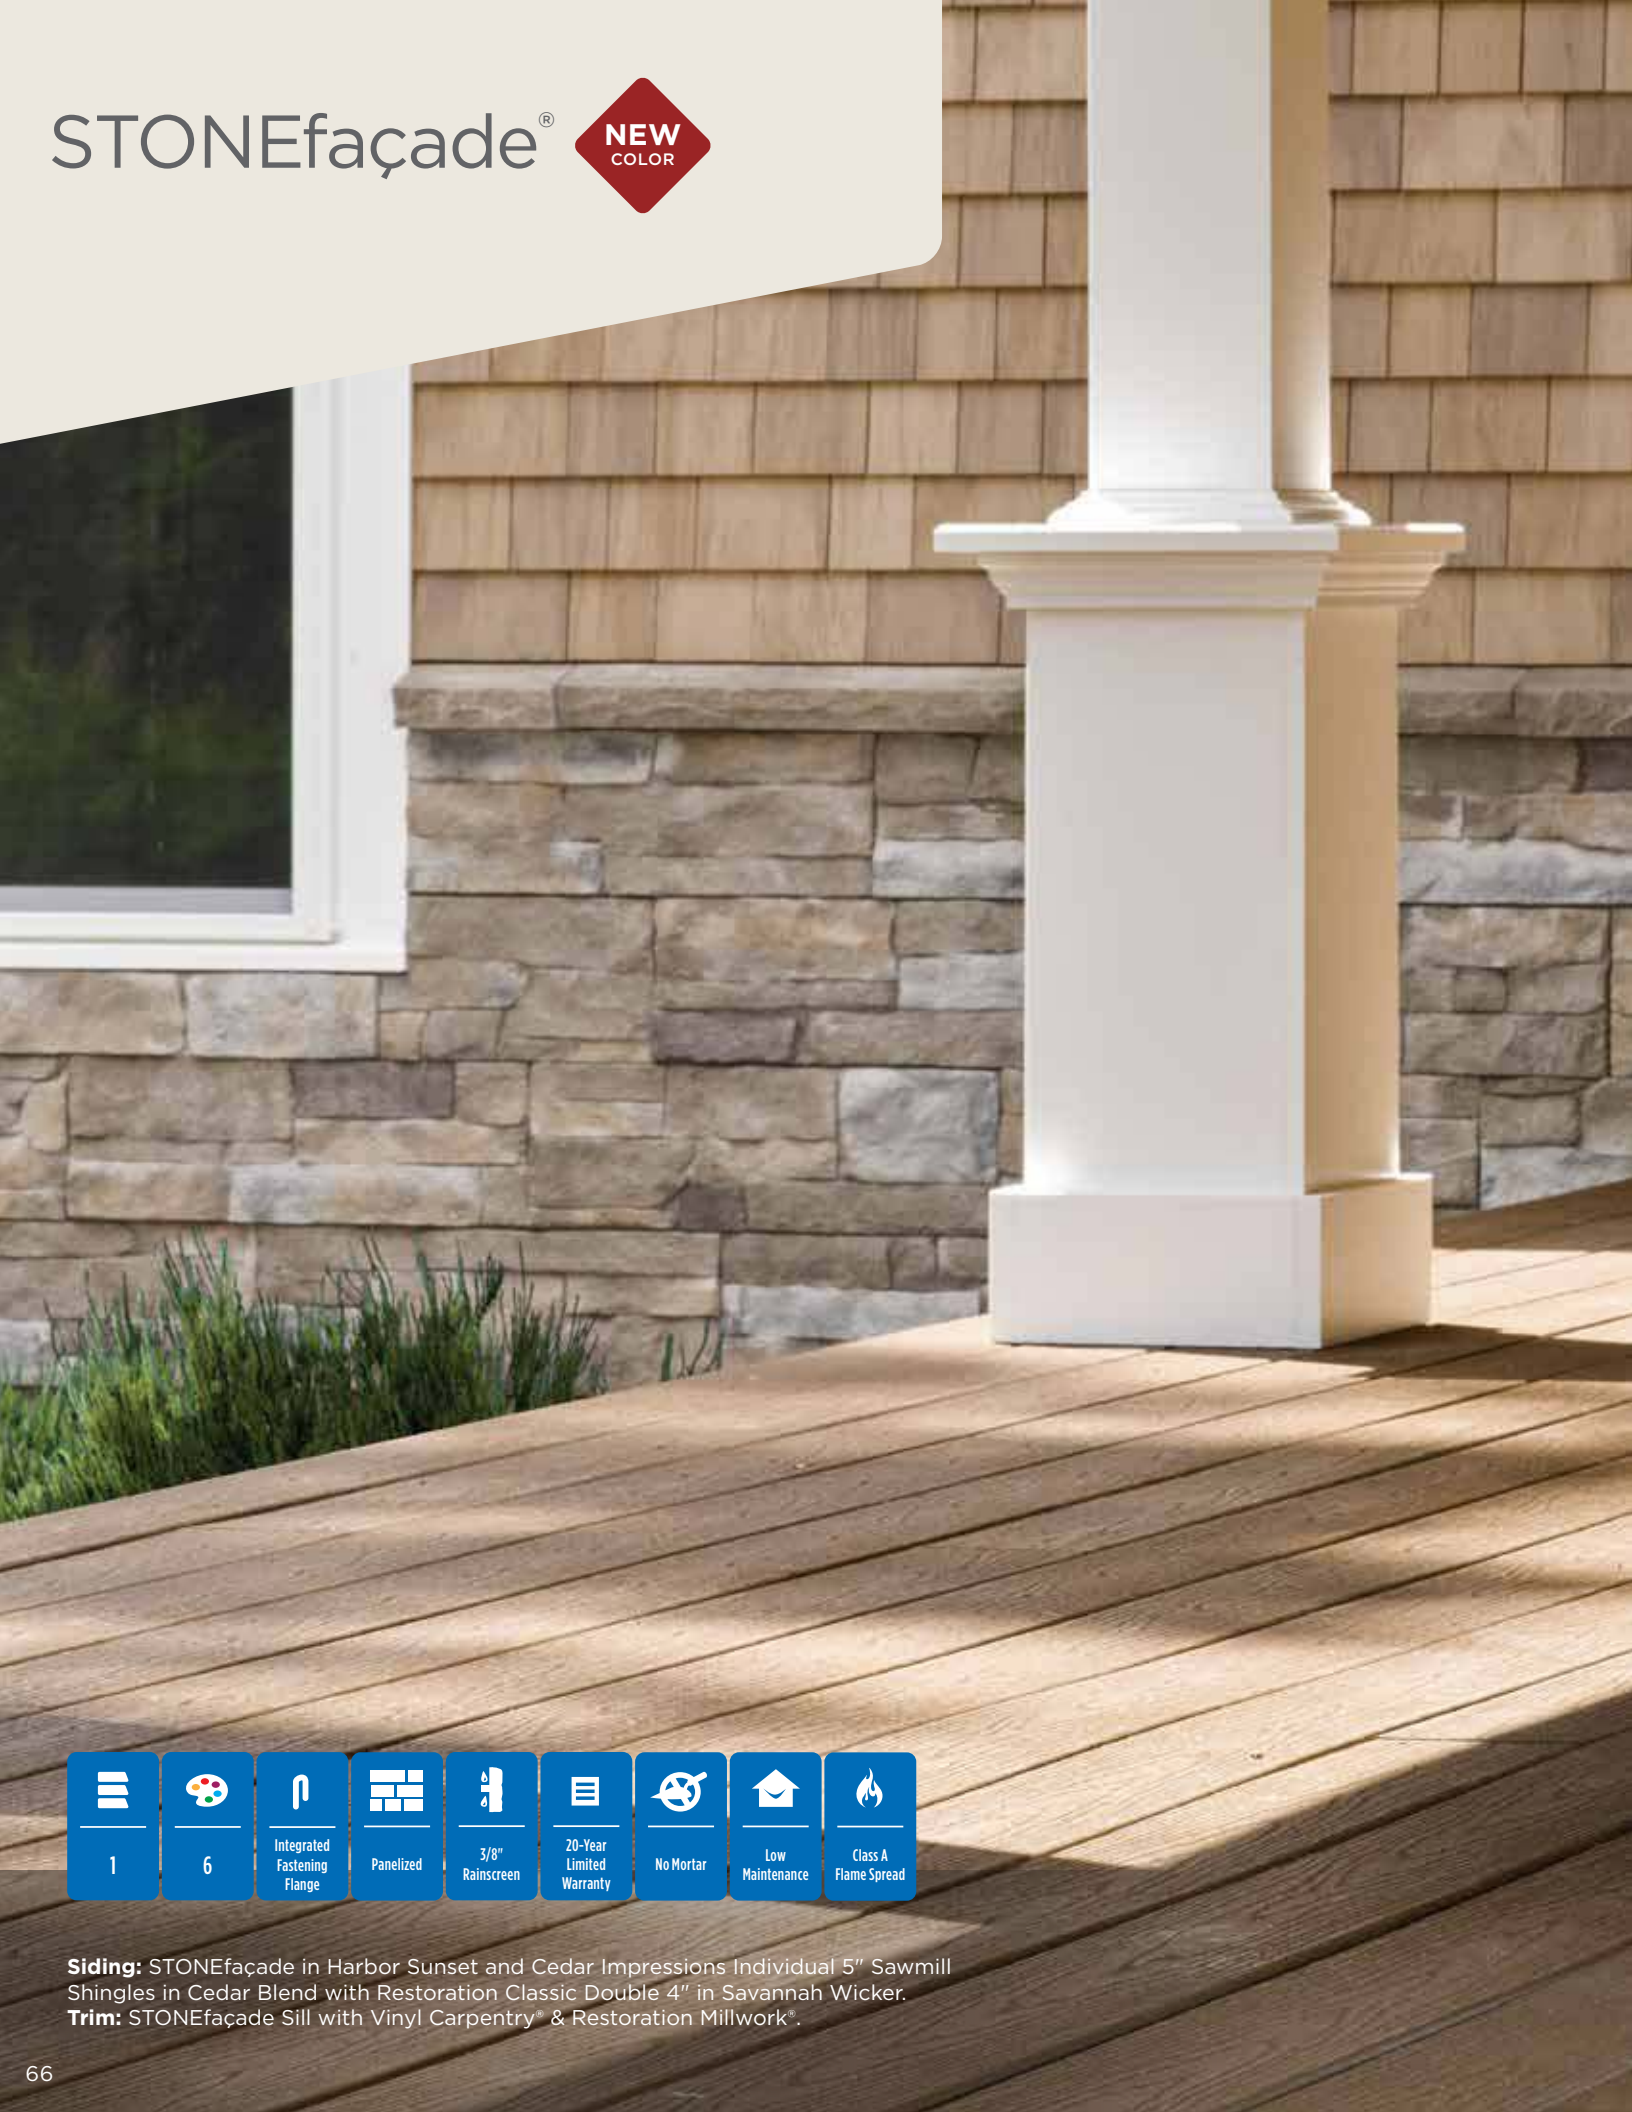 STONEfaçade®
NEW
COLOR
1
6
Integrated
Fastening
Flange
Panelized
3/8"
Rainscreen
20-Year
Limited
Warranty
No Mortar
Low
Maintenance
Class A
Flame Spread
Siding: STONEfaçade in Harbor Sunset and Cedar Impressions Individual 5" Sawmill
Shingles in Cedar Blend with Restoration Classic Double 4" in Savannah Wicker.
Trim: STONEfaçade Sill with Vinyl Carpentry® & Restoration Millwork®.
66